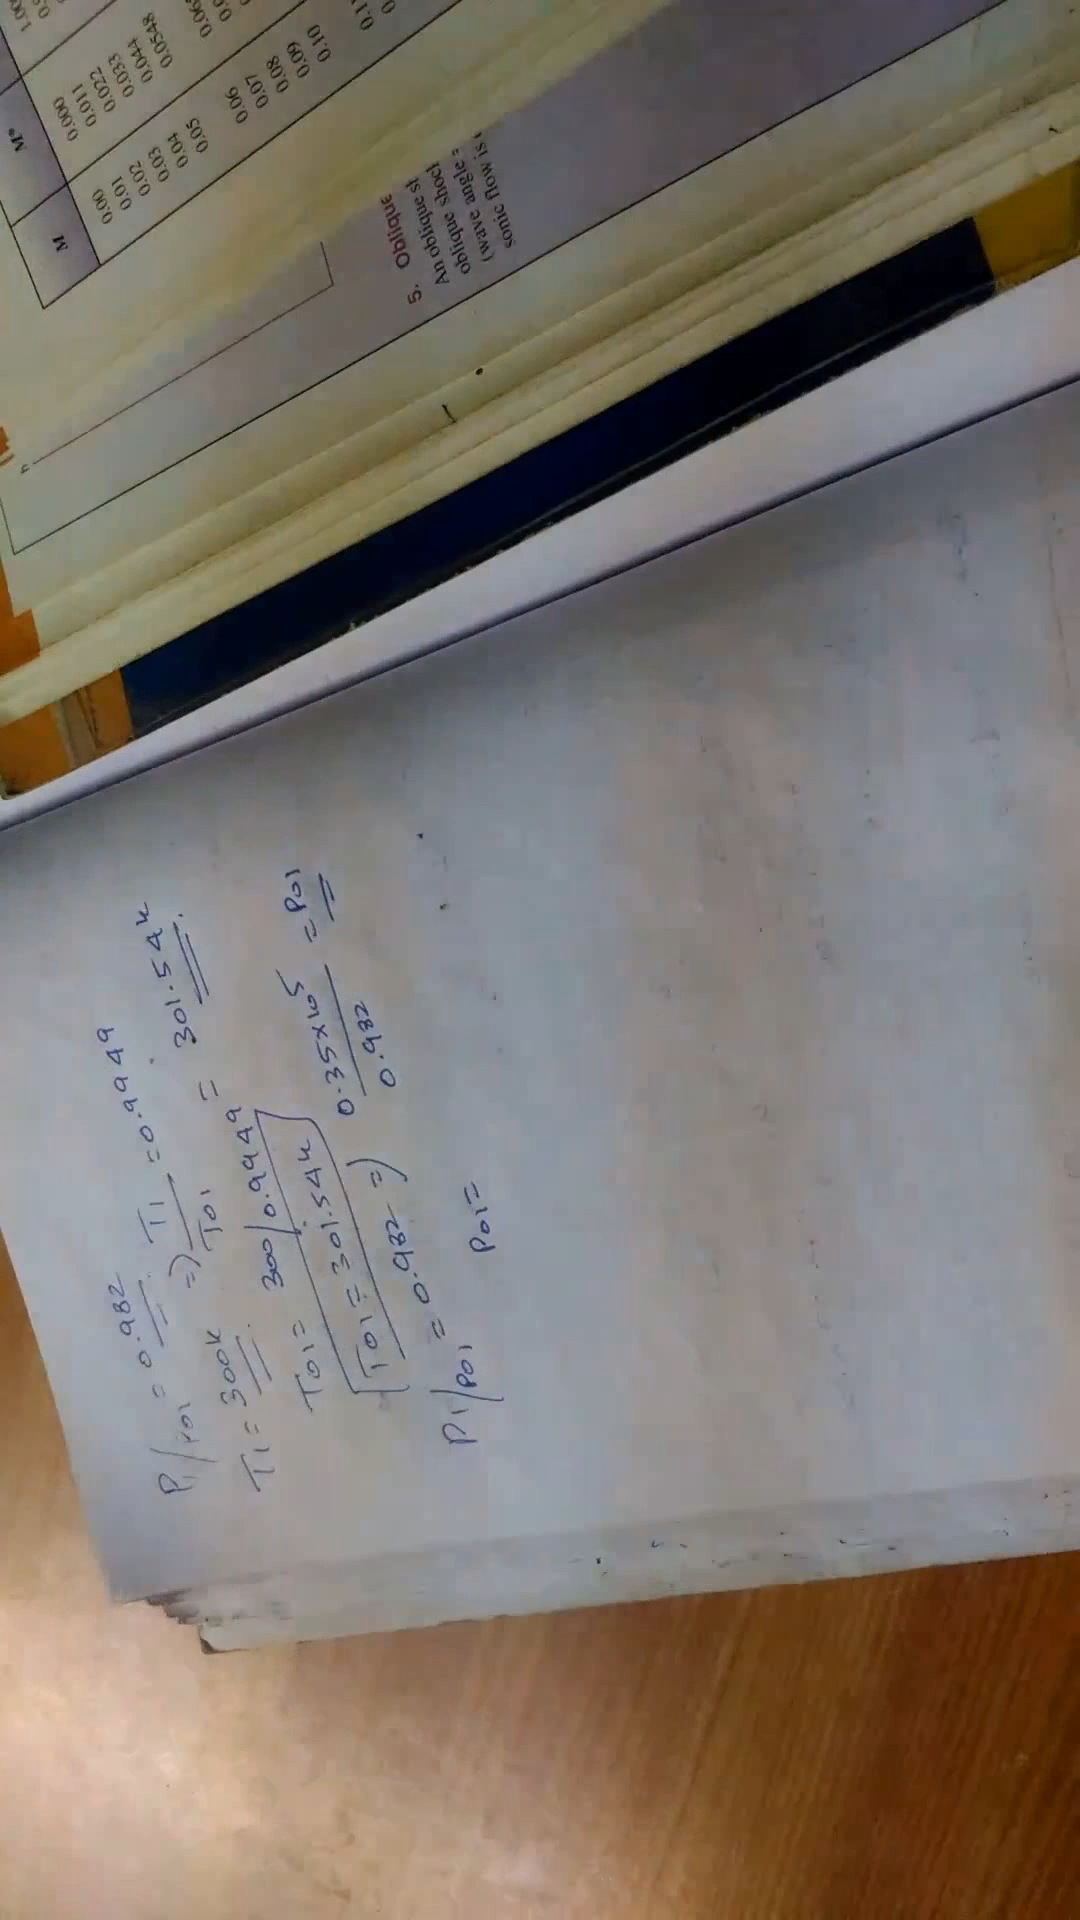 M
M*
0.00
0.000
1.00
0.01
0.011
0.02
0.022
0.03
0.033
0.04
0.044
0.05
0.0548
0.06
0.07
0.08
0.09
0.10
5. Oblique
An oblique
oblique shock
(wave angle =
sonic flow is
P1/P01 = 0.982 => T1/T01 = 0.9949
T1 = 300K
T01 = 300/0.9949 = 301.54K
T01 = 301.54K
P1/P01 = 0.982 => 0.35×10^5/0.982 = P01
P01 =